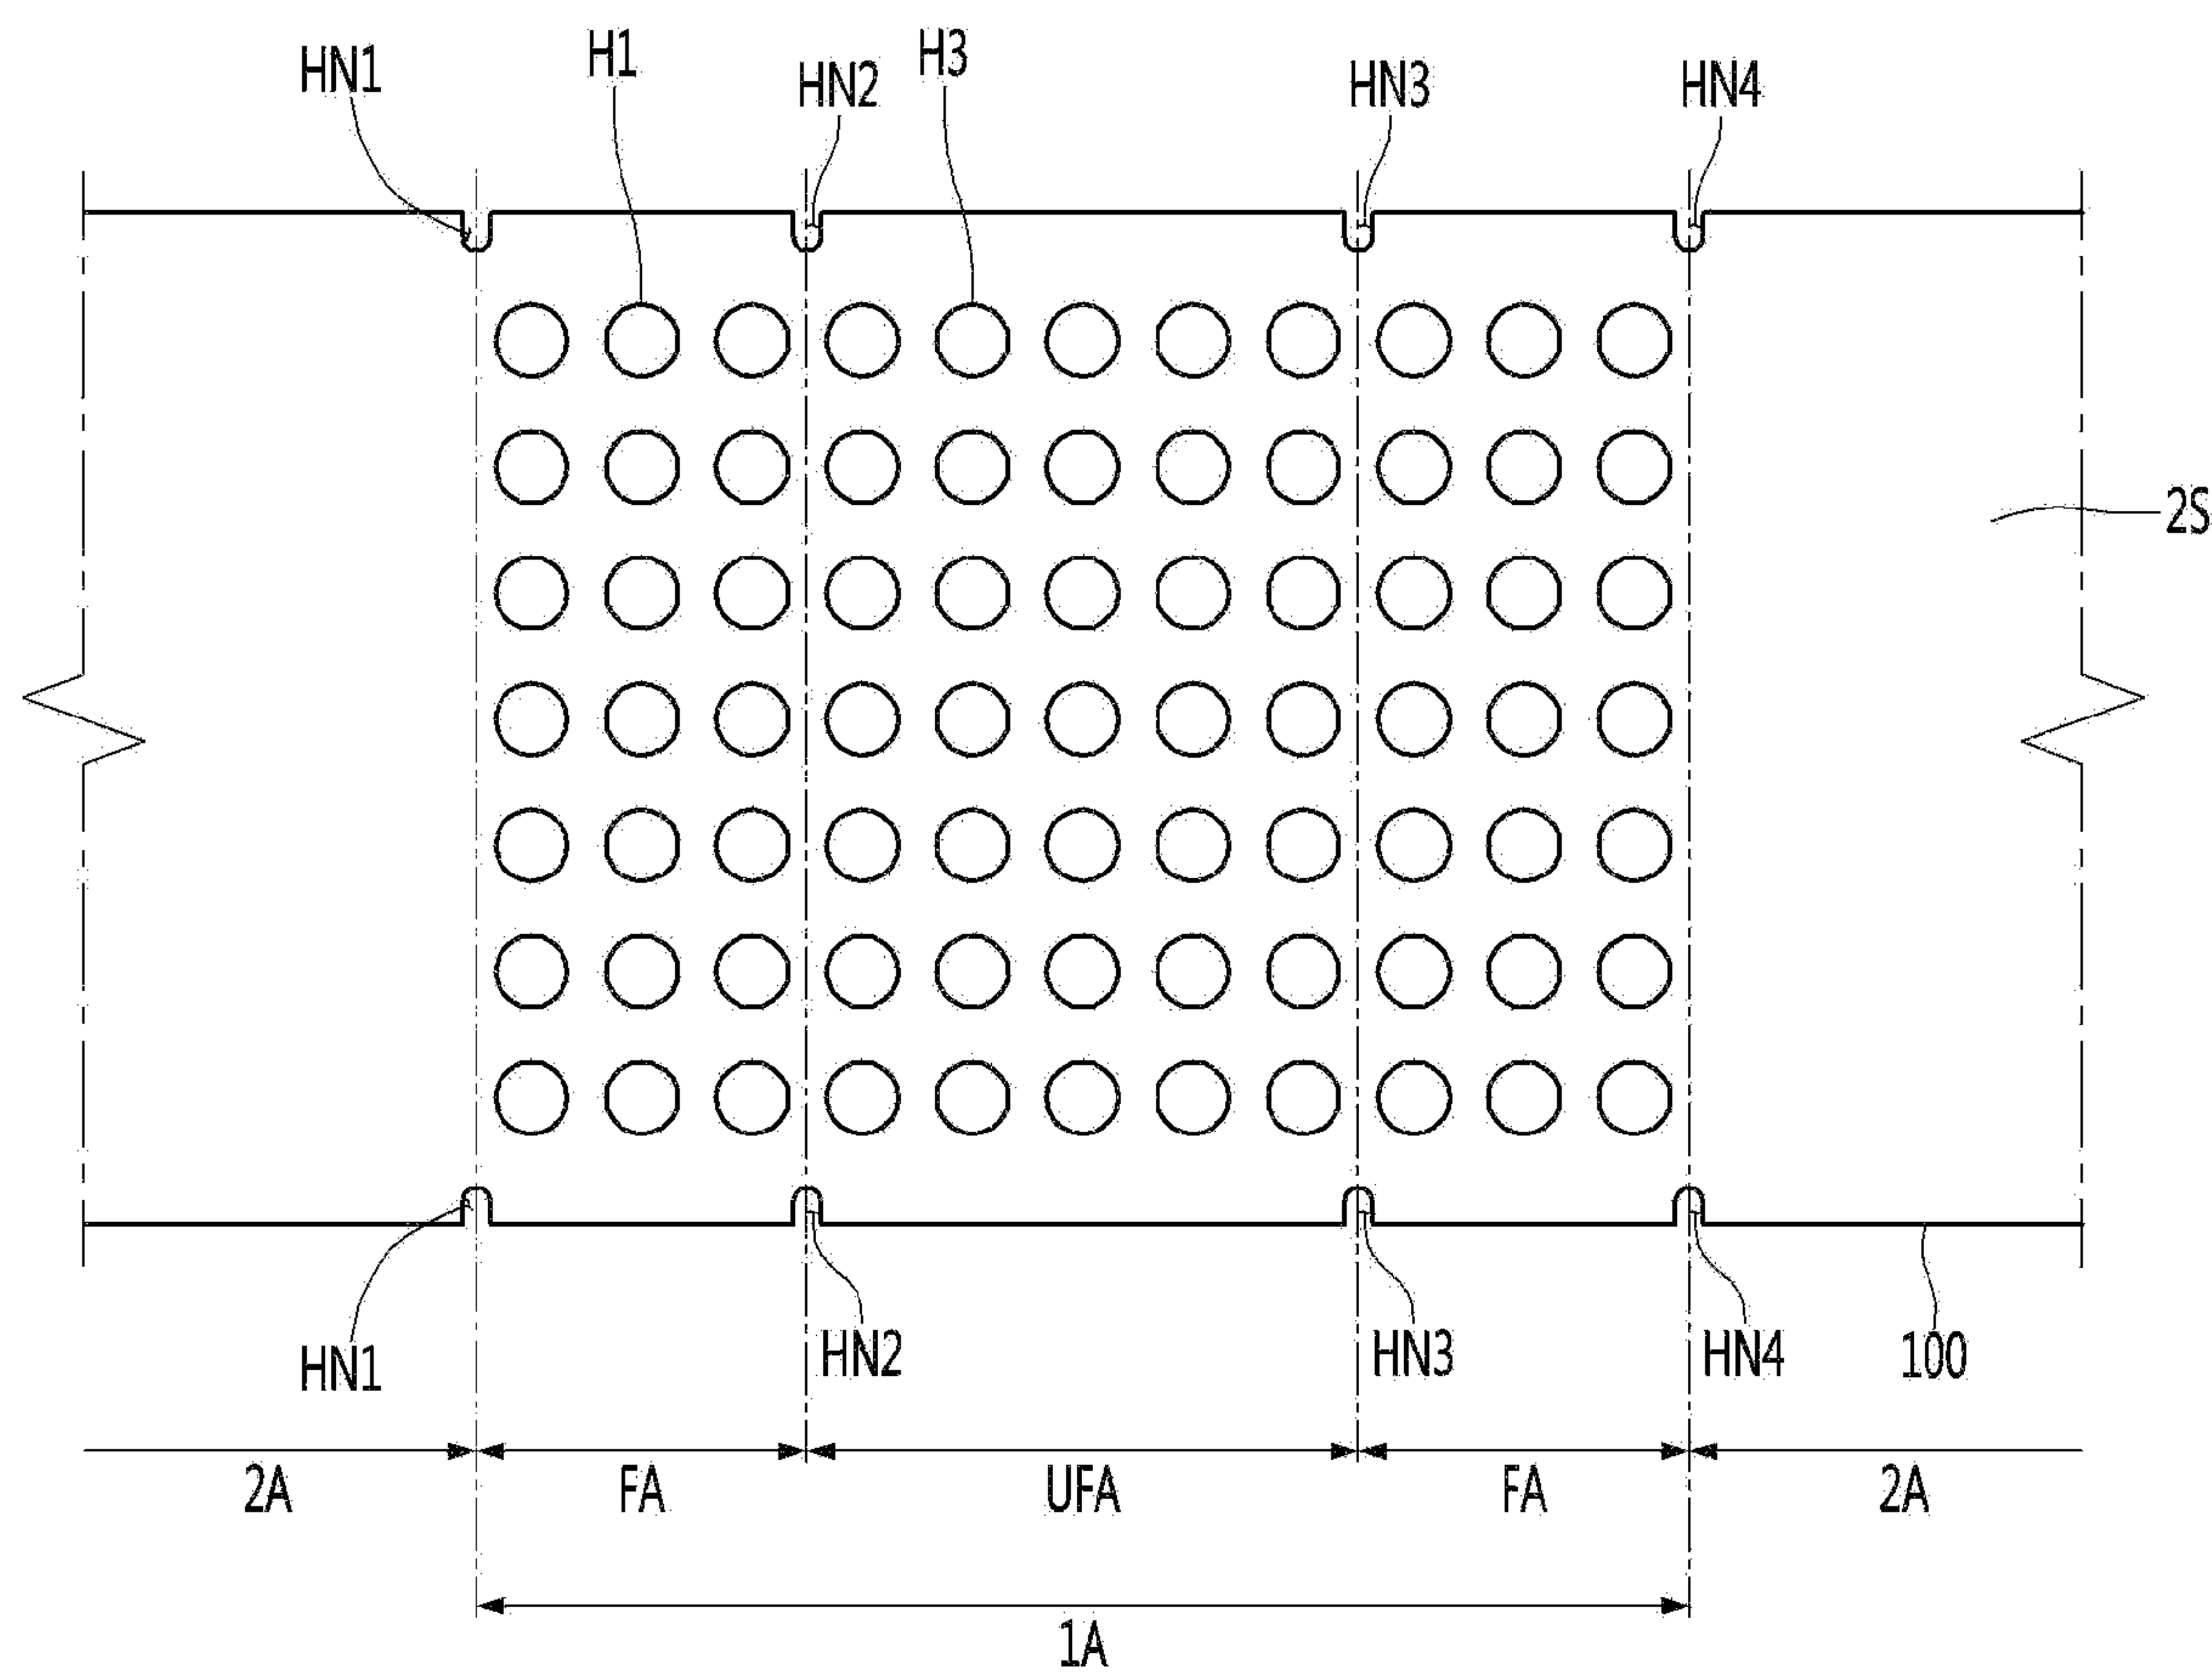 HN1 H1 HN2 H3 HN3 HN4
2S
HN1 HN2 HN3 HN4 100
2A FA UFA FA 2A
1A